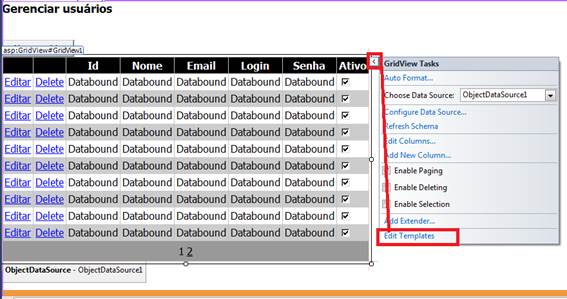 Gerenciar usuários
asp:GridView#GridView1
Id Nome Email Login Senha Ativo
Editar Delete Databound Databound Databound Databound Databound
Editar Delete Databound Databound Databound Databound Databound
Editar Delete Databound Databound Databound Databound Databound
Editar Delete Databound Databound Databound Databound Databound
Editar Delete Databound Databound Databound Databound Databound
Editar Delete Databound Databound Databound Databound Databound
Editar Delete Databound Databound Databound Databound Databound
Editar Delete Databound Databound Databound Databound Databound
Editar Delete Databound Databound Databound Databound Databound
Editar Delete Databound Databound Databound Databound Databound
1 2
ObjectDataSource - ObjectDataSource1
GridView Tasks
Auto Format...
Choose Data Source: ObjectDataSource1
Configure Data Source...
Refresh Schema
Edit Columns...
Add New Column...
Enable Paging
Enable Deleting
Enable Selection
Add Extender...
Edit Templates